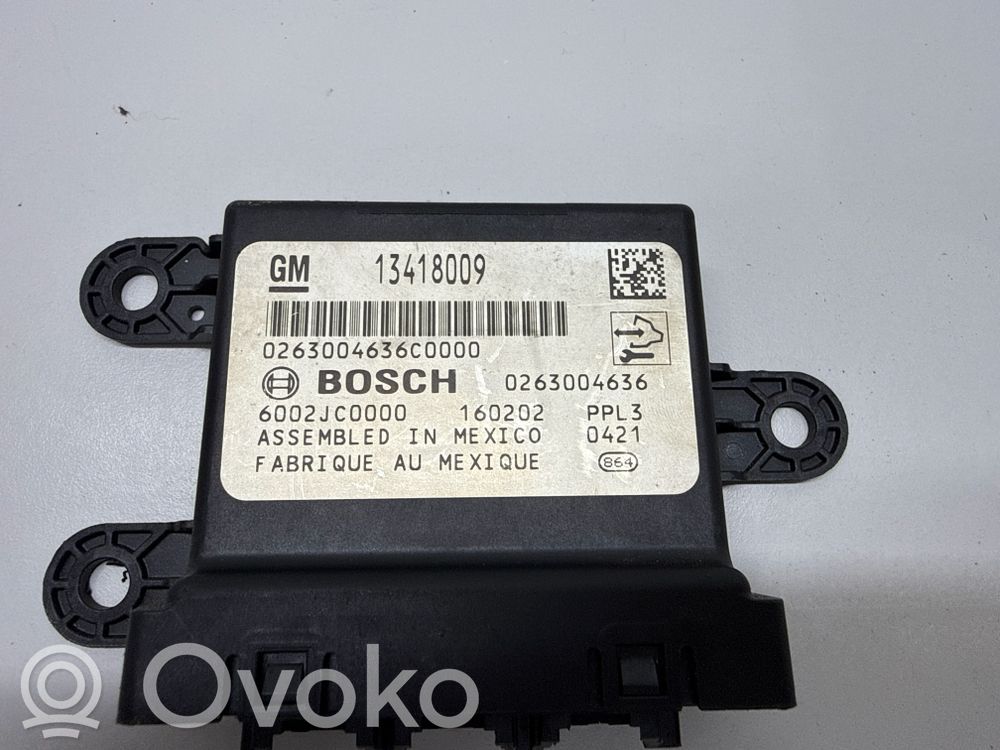 GM 13418009
0263004636C0000
BOSCH 0263004636
6002JC0000 160202 PPL3
ASSEMBLED IN MEXICO 0421
FABRIQUE AU MEXIQUE 864
Ovoko